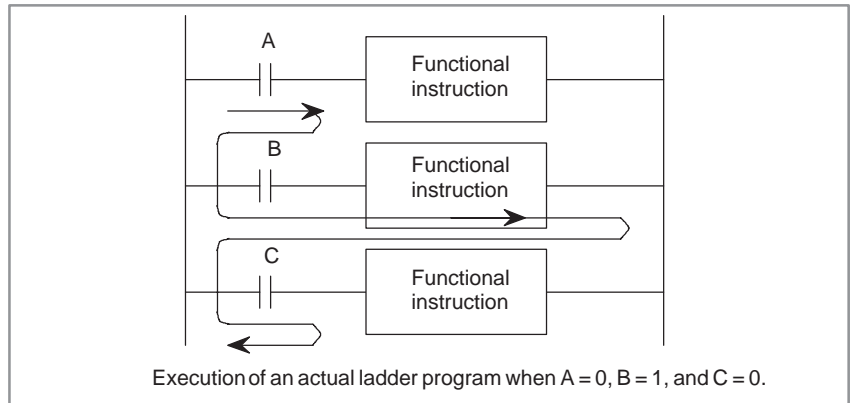 A
Functional
instruction
B
Functional
instruction
C
Functional
instruction
Execution of an actual ladder program when A = 0, B = 1, and C = 0.